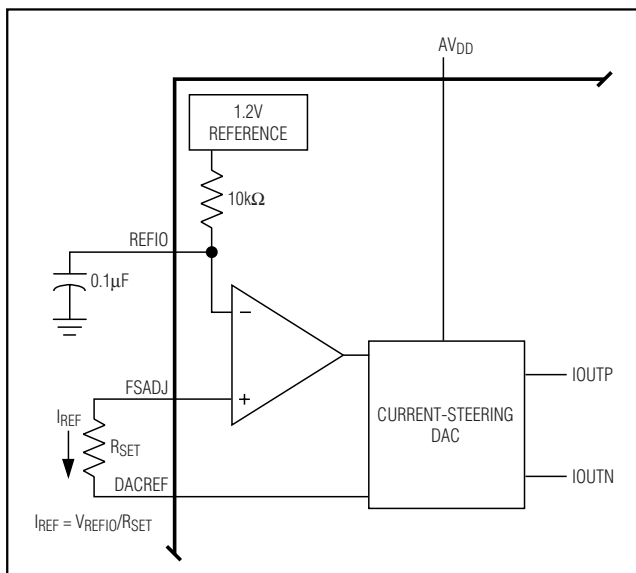 AVDD
1.2V
REFERENCE
10kΩ
REFIO
0.1μF
−
FSADJ
+
IREF
RSET
CURRENT-STEERING
DAC
IOUTP
IOUTN
DACREF
IREF = VREFIO/RSET